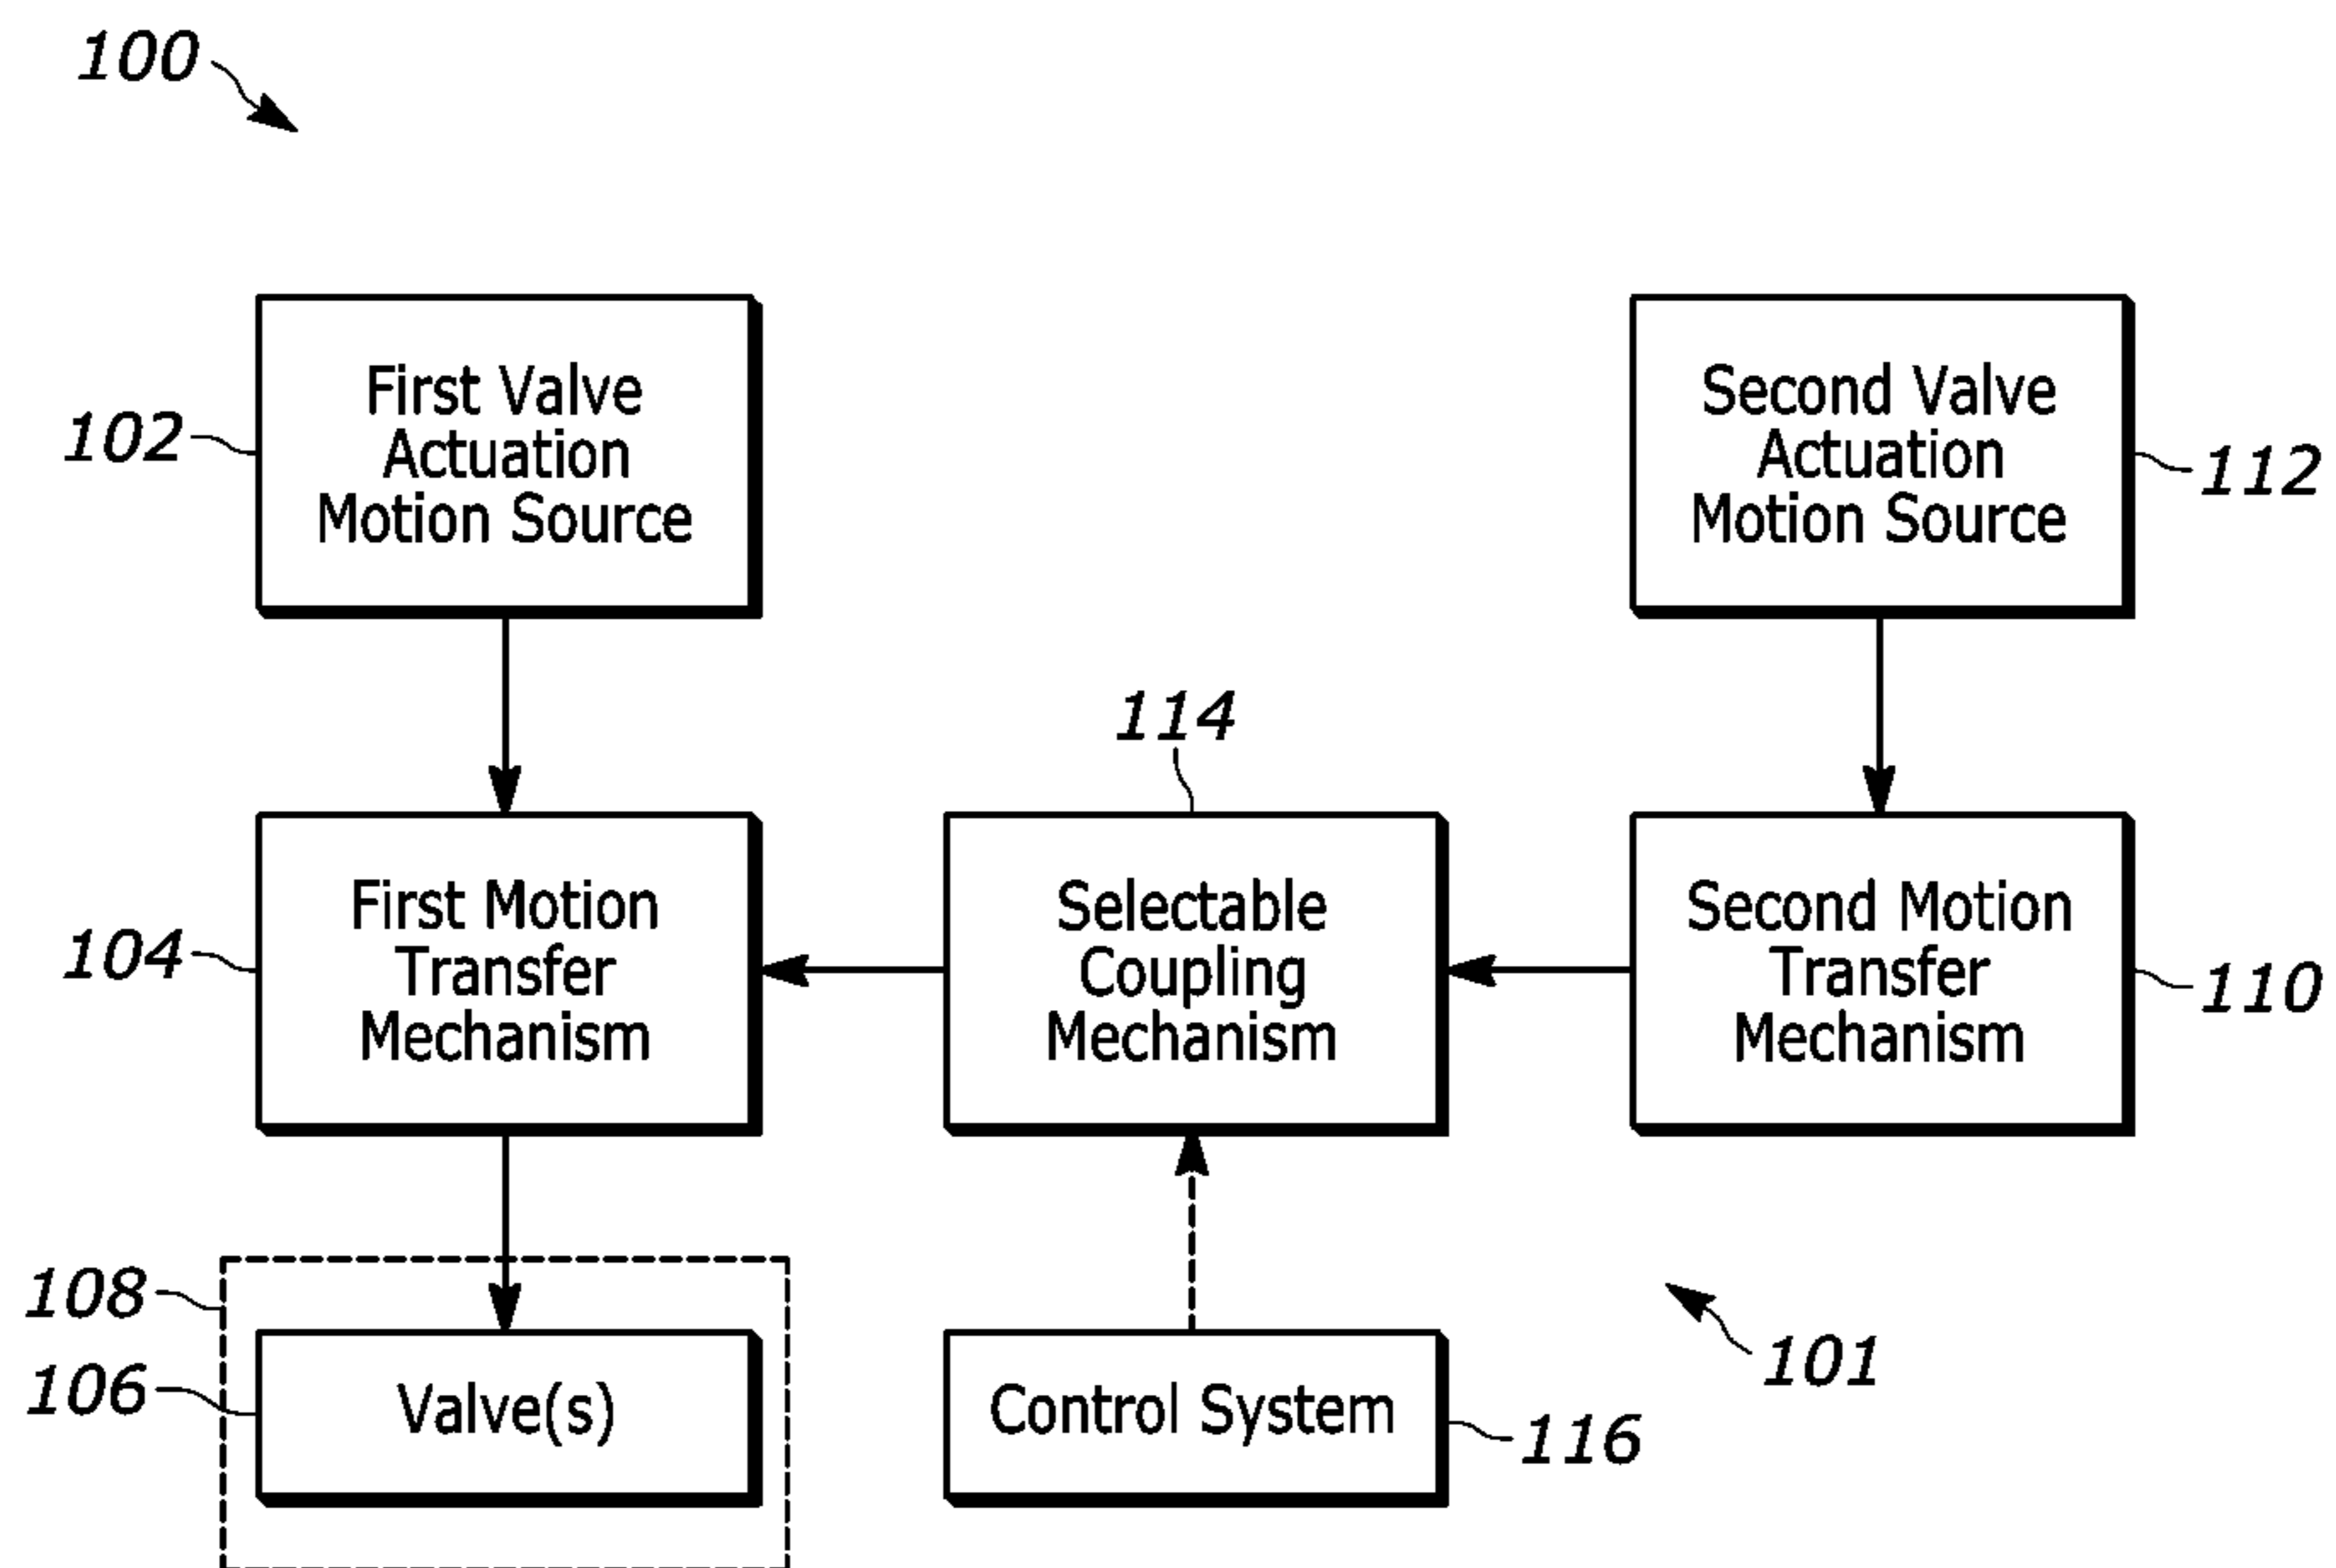 100
First Valve
Actuation
Motion Source
102
Second Valve
Actuation
Motion Source
112
114
First Motion
Transfer
Mechanism
104
Selectable
Coupling
Mechanism
Second Motion
Transfer
Mechanism
110
108
106
Valve(s)
Control System
116
101